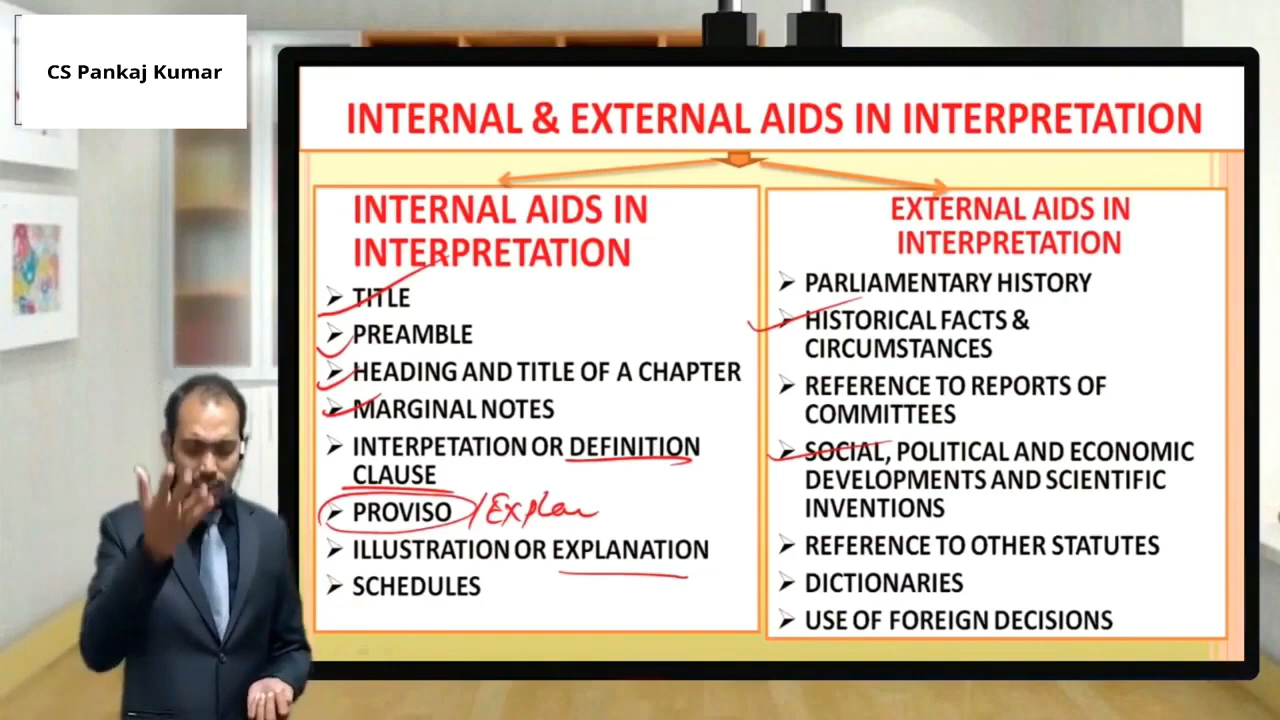 CS Pankaj Kumar
INTERNAL & EXTERNAL AIDS IN INTERPRETATION
INTERNAL AIDS IN
INTERPRETATION
TITLE
PREAMBLE
HEADING AND TITLE OF A CHAPTER
MARGINAL NOTES
INTERPETATION OR DEFINITION
CLAUSE
PROVISO /Explan
ILLUSTRATION OR EXPLANATION
SCHEDULES
EXTERNAL AIDS IN
INTERPRETATION
PARLIAMENTARY HISTORY
HISTORICAL FACTS &
CIRCUMSTANCES
REFERENCE TO REPORTS OF
COMMITTEES
SOCIAL, POLITICAL AND ECONOMIC
DEVELOPMENTS AND SCIENTIFIC
INVENTIONS
REFERENCE TO OTHER STATUTES
DICTIONARIES
USE OF FOREIGN DECISIONS